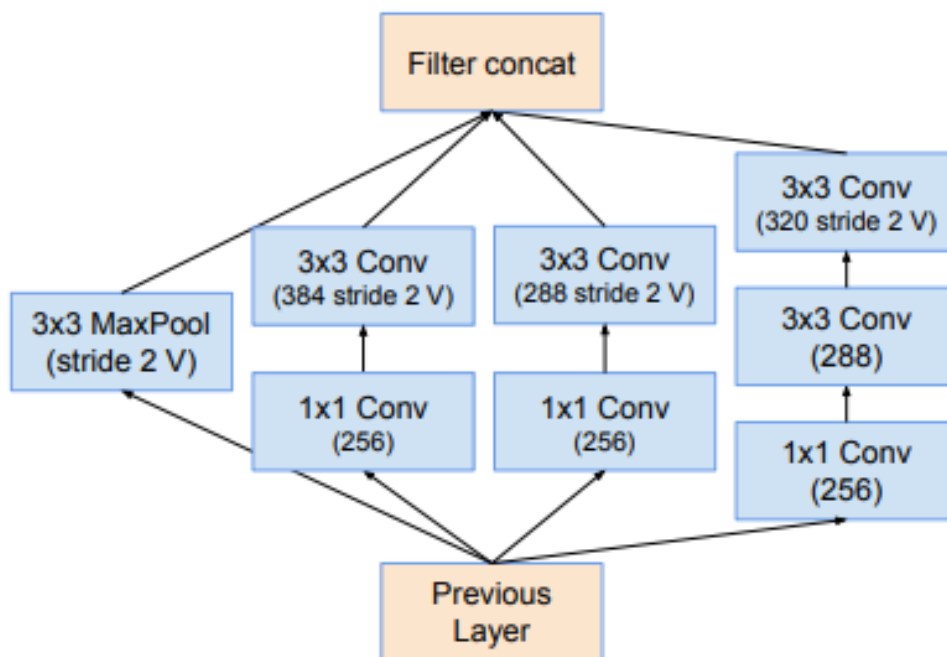 Filter concat
3x3 Conv
(320 stride 2 V)
3x3 Conv
(384 stride 2 V)
3x3 Conv
(288 stride 2 V)
3x3 MaxPool
(stride 2 V)
3x3 Conv
(288)
1x1 Conv
(256)
1x1 Conv
(256)
1x1 Conv
(256)
Previous
Layer